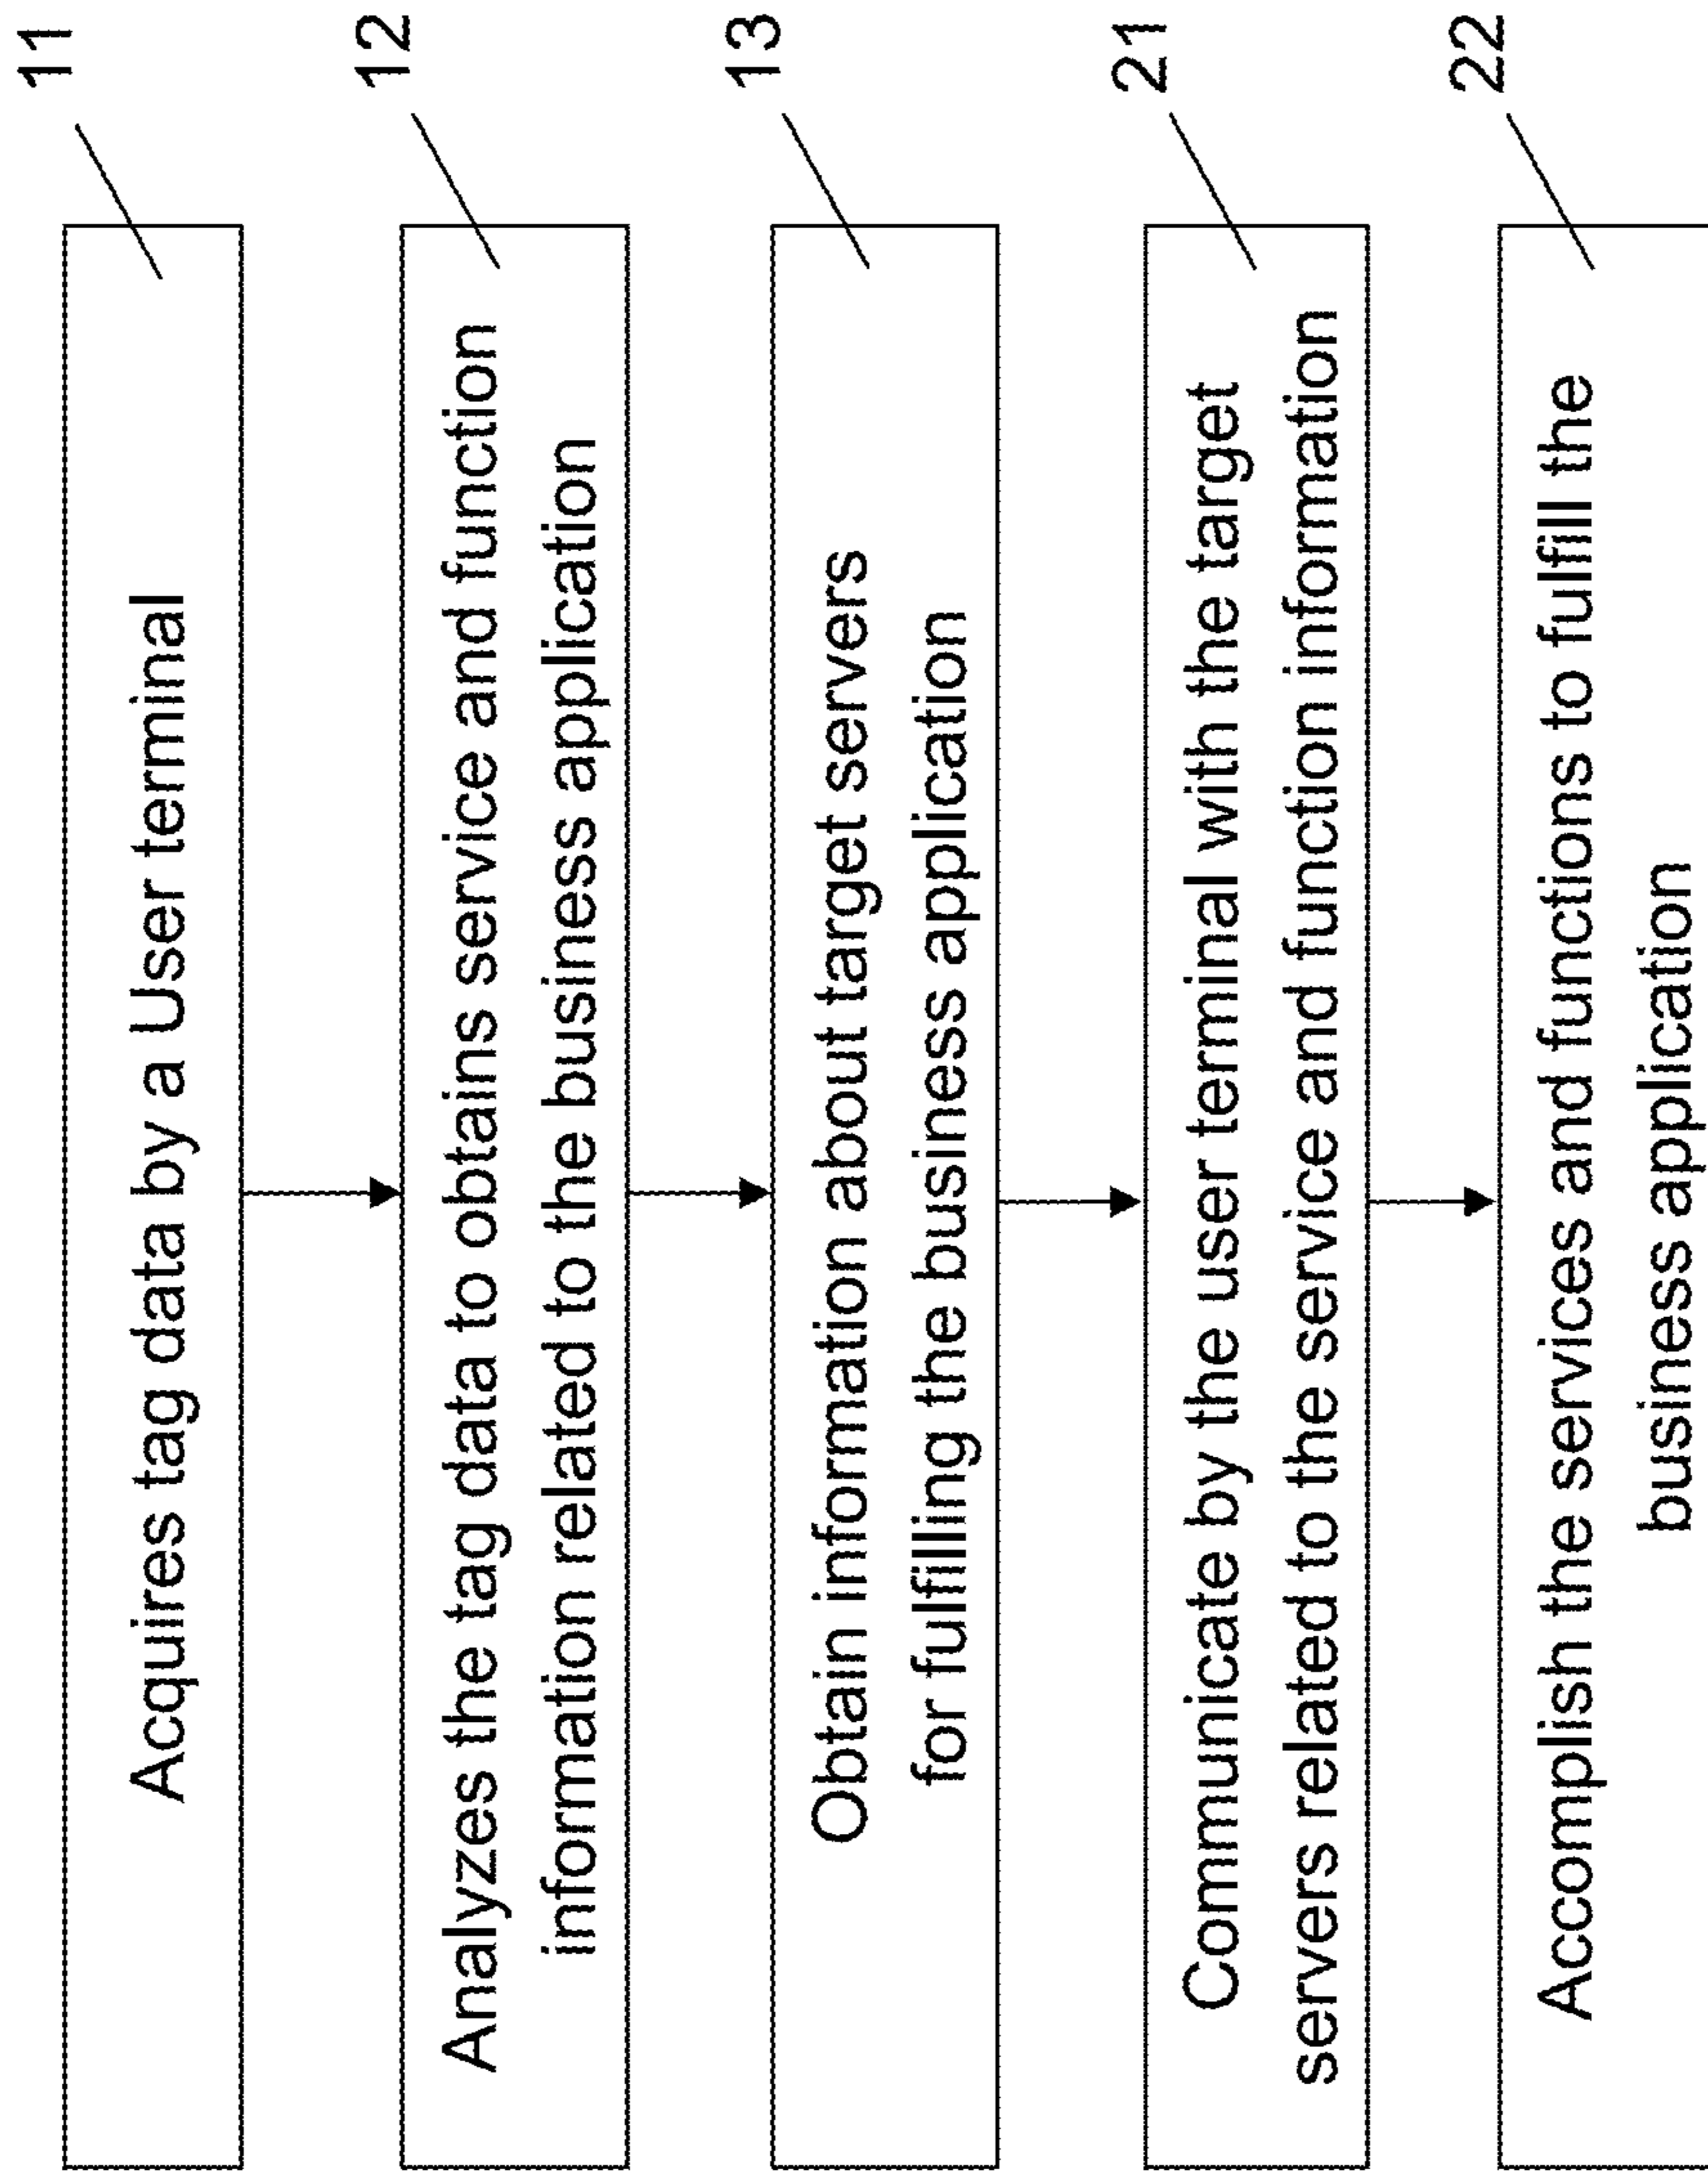 11
Acquires tag data by a User terminal
12
Analyzes the tag data to obtains service and function
information related to the business application
13
Obtain information about target servers
for fulfilling the business application
21
Communicate by the user terminal with the target
servers related to the service and function information
22
Accomplish the services and functions to fulfill the
business application